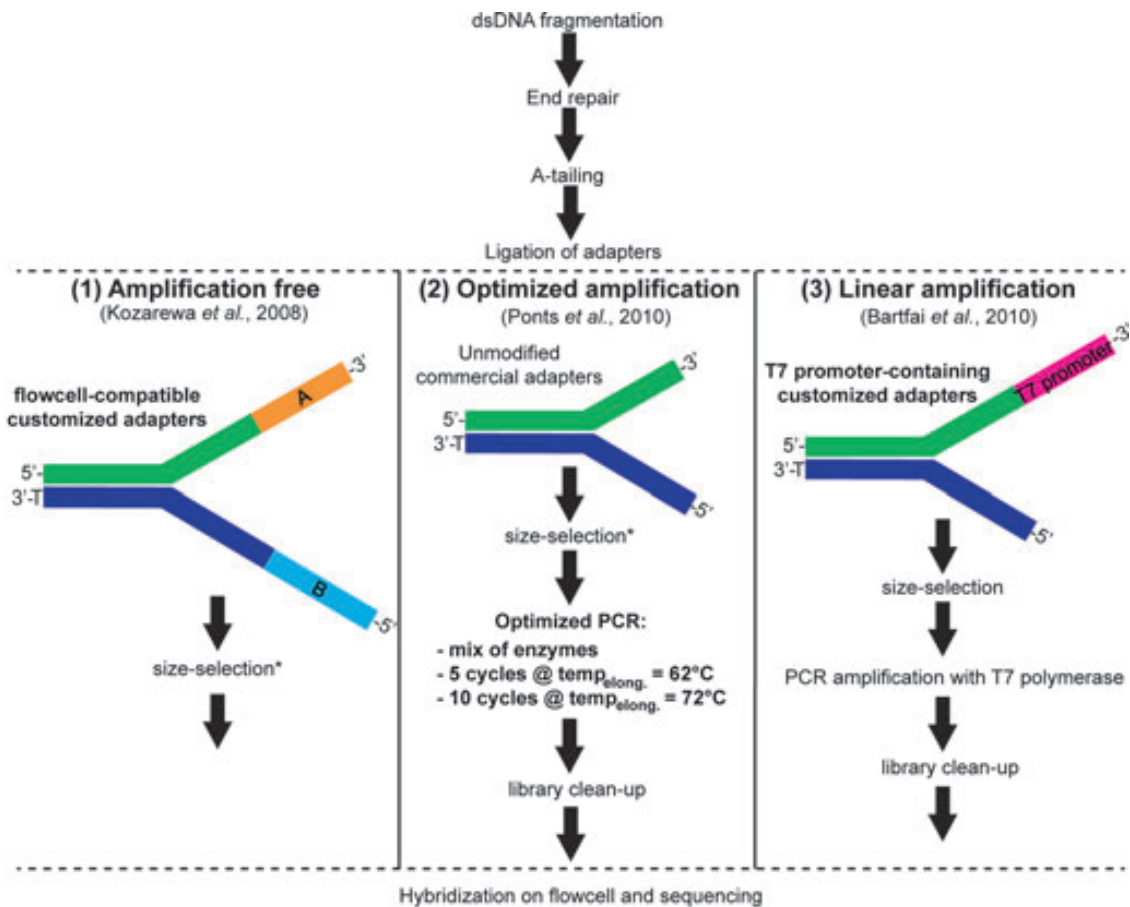 dsDNA fragmentation
End repair
A-tailing
Ligation of adapters
(1) Amplification free
(Kozarewa et al., 2008)
flowcell-compatible
customized adapters
A
-3'
5'-
3'-T
B
-5'
size-selection*
(2) Optimized amplification
(Ponts et al., 2010)
Unmodified
commercial adapters
-3'
5'-
3'-T
-5'
size-selection*
Optimized PCR:
- mix of enzymes
- 5 cycles @ temp elong. = 62°C
- 10 cycles @ temp elong. = 72°C
library clean-up
(3) Linear amplification
(Bartfai et al., 2010)
T7 promoter-containing
customized adapters
T7 promoter
-3'
5'-
3'-T
-5'
size-selection
PCR amplification with T7 polymerase
library clean-up
Hybridization on flowcell and sequencing